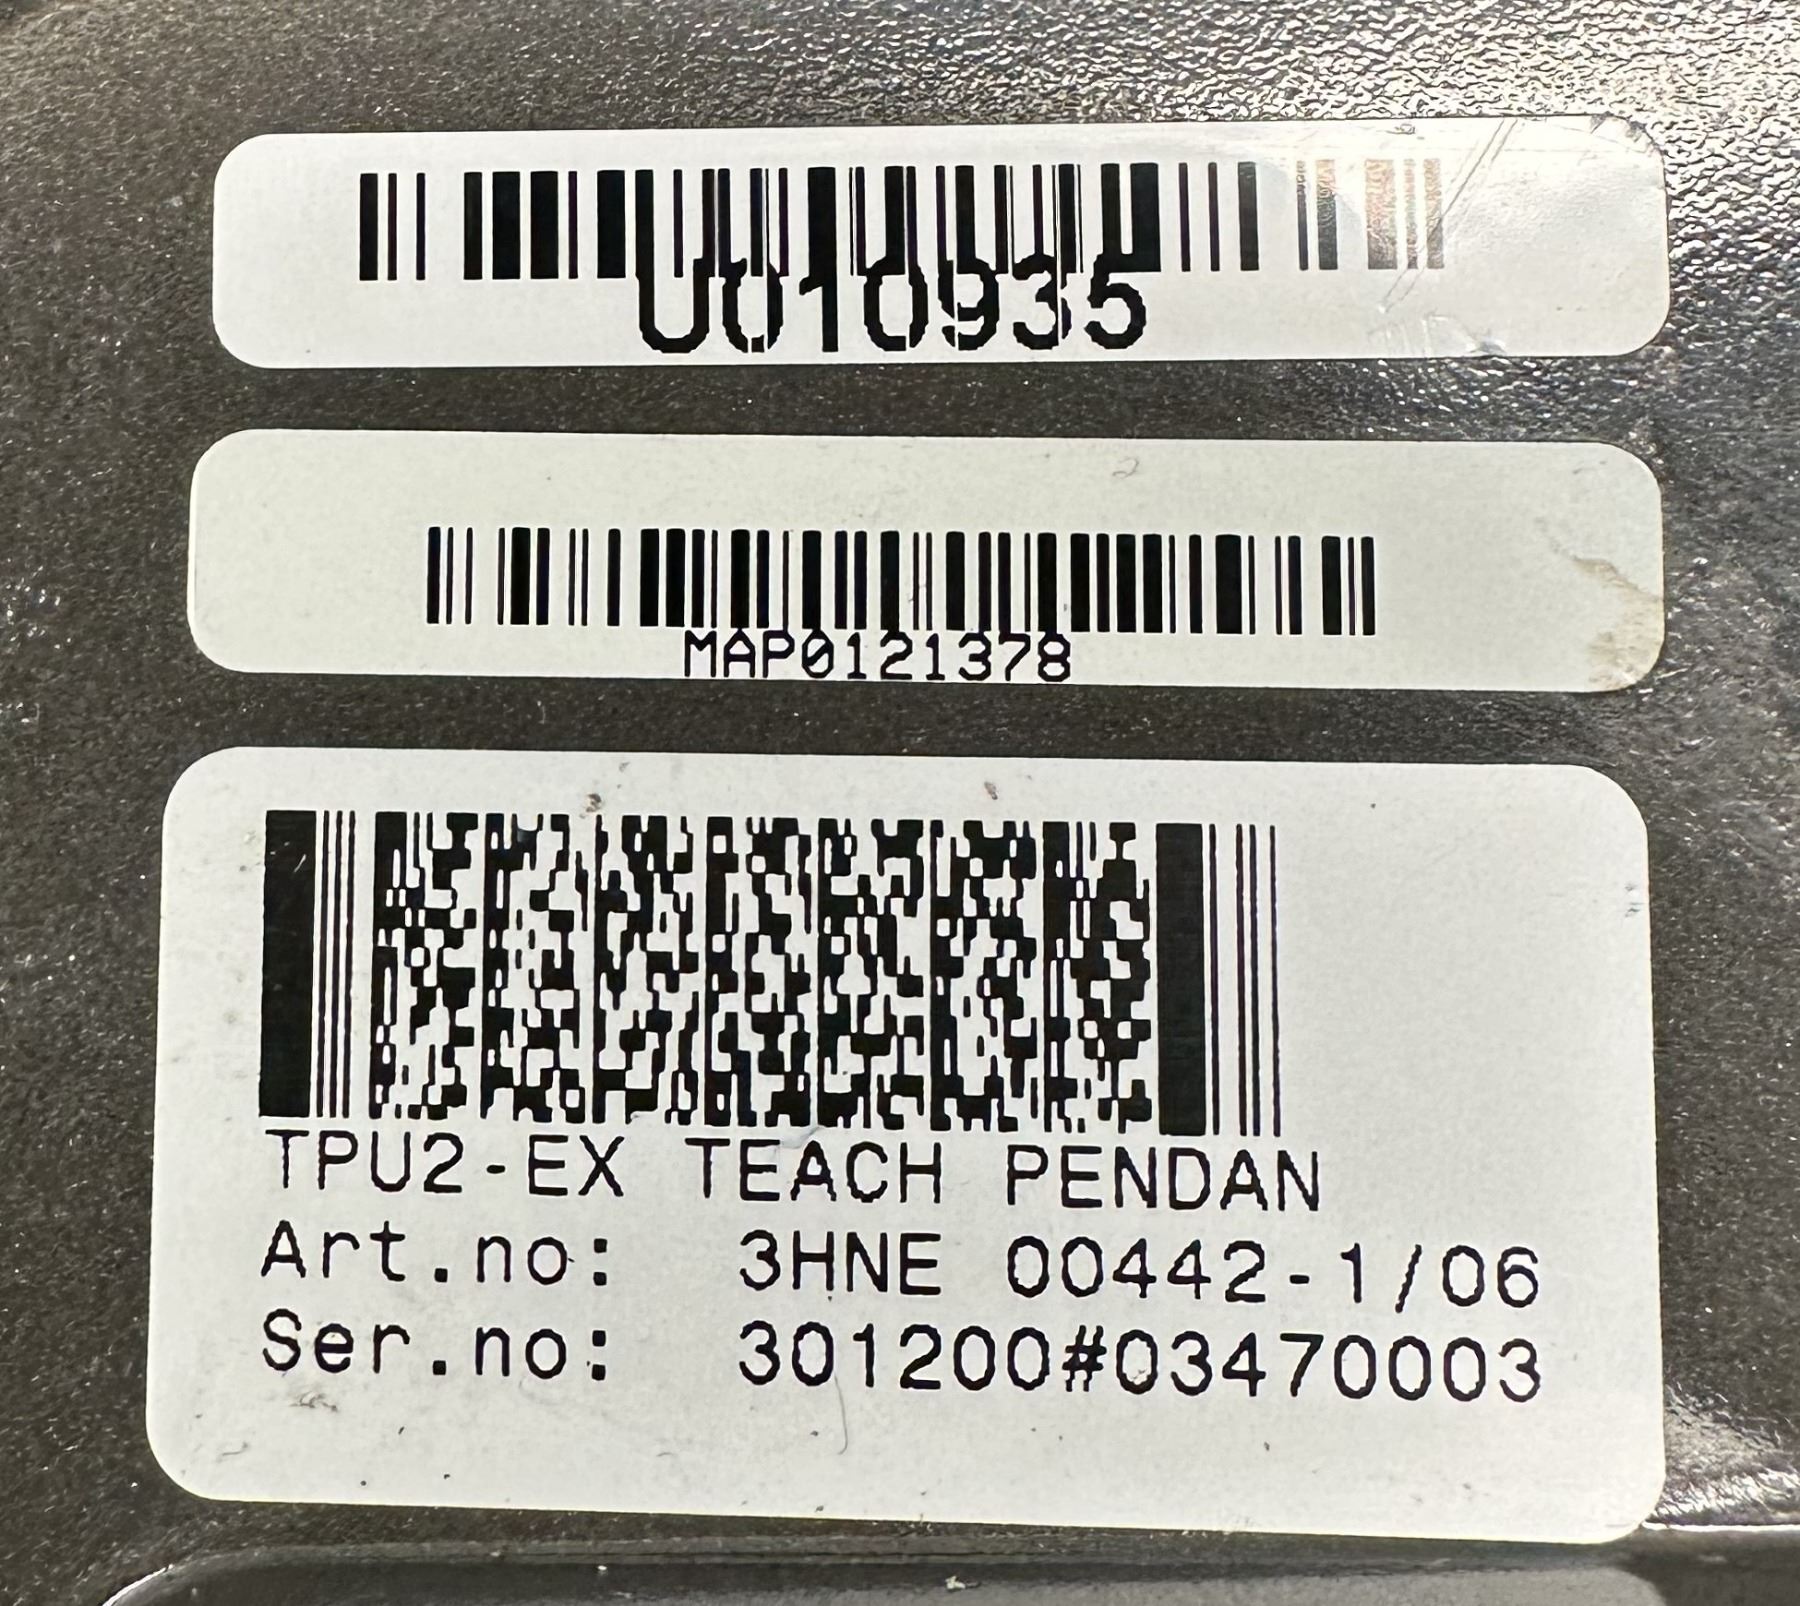 U010935
MAP0121378
TPU2-EX TEACH PENDAN
Art.no: 3HNE 00442-1/06
Ser.no: 301200#03470003